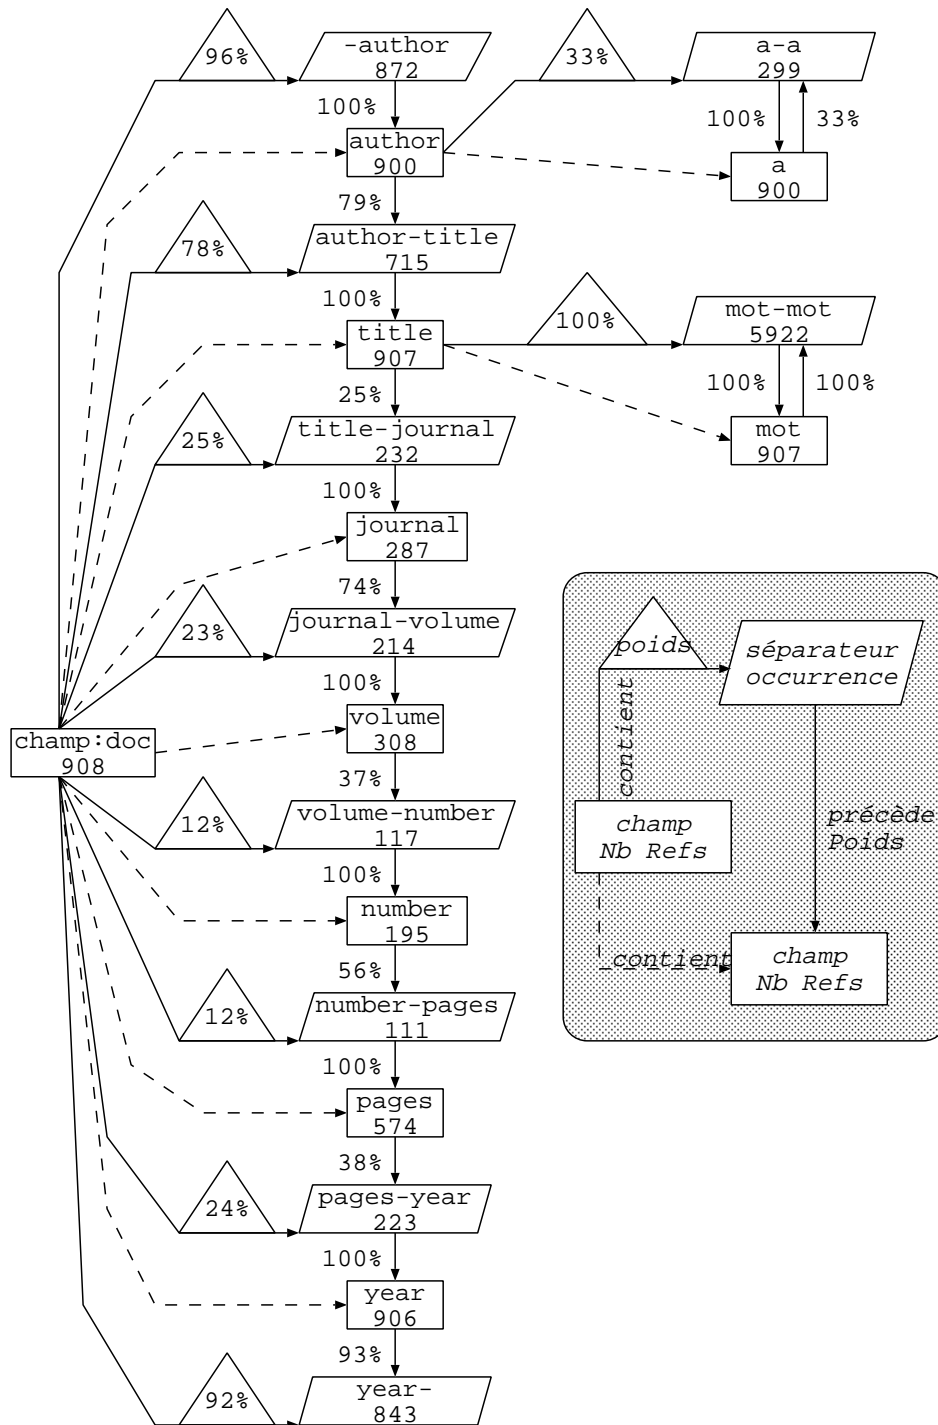 96%
-author
872
33%
a-a
299
100%
100%
33%
author
900
a
900
79%
78%
author-title
715
100%
100%
mot-mot
5922
title
907
100%
100%
25%
25%
title-journal
232
mot
907
100%
journal
287
74%
23%
journal-volume
214
poids
séparateur
occurrence
100%
contient
volume
308
champ:doc
908
37%
12%
volume-number
117
champ
Nb Refs
précède
Poids
100%
number
195
56%
contient
champ
Nb Refs
12%
number-pages
111
100%
pages
574
38%
24%
pages-year
223
100%
year
906
93%
92%
year-
843